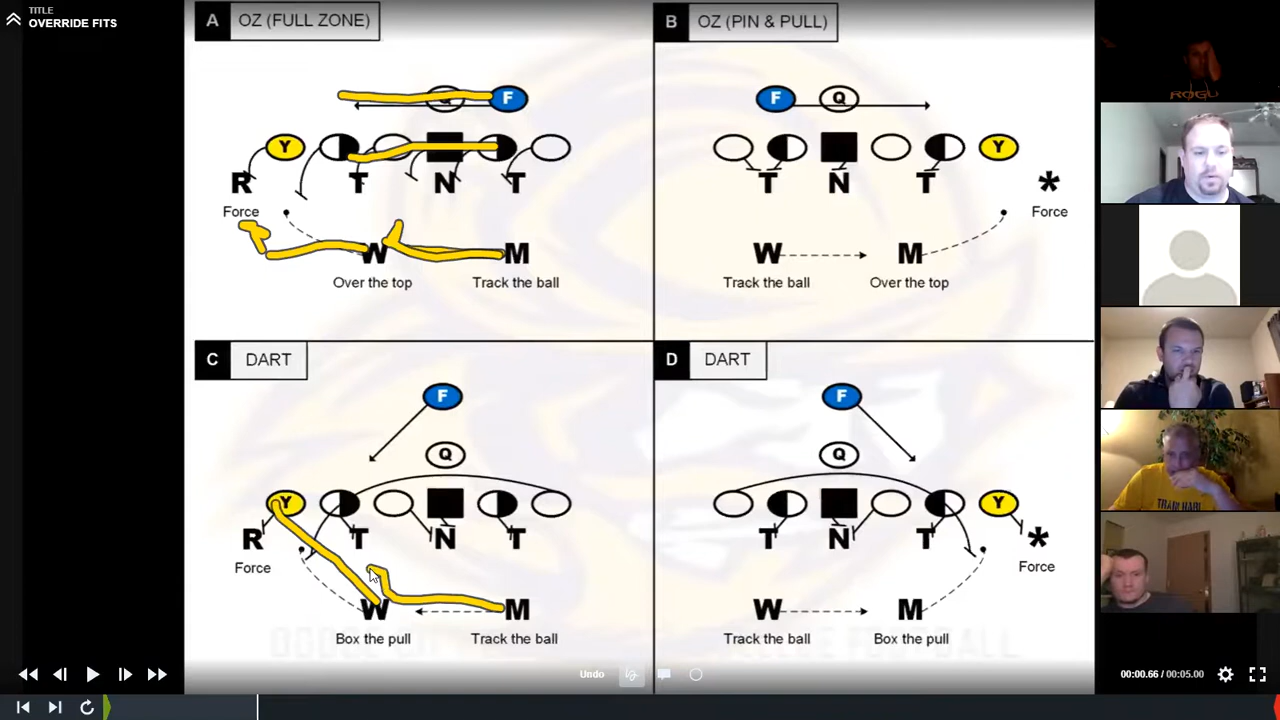 TITLE
OVERRIDE FITS
A OZ (FULL ZONE)
Q F
Y
R T N T
Force
W M
Over the top Track the ball
B OZ (PIN & PULL)
F Q
Y
T N T *
Force
W M
Track the ball Over the top
C DART
F
Q
Y
R T N T
Force
W M
Box the pull Track the ball
D DART
F
Q
Y
T N T *
Force
W M
Track the ball Box the pull
Undo
00:00.66 / 00:05.00